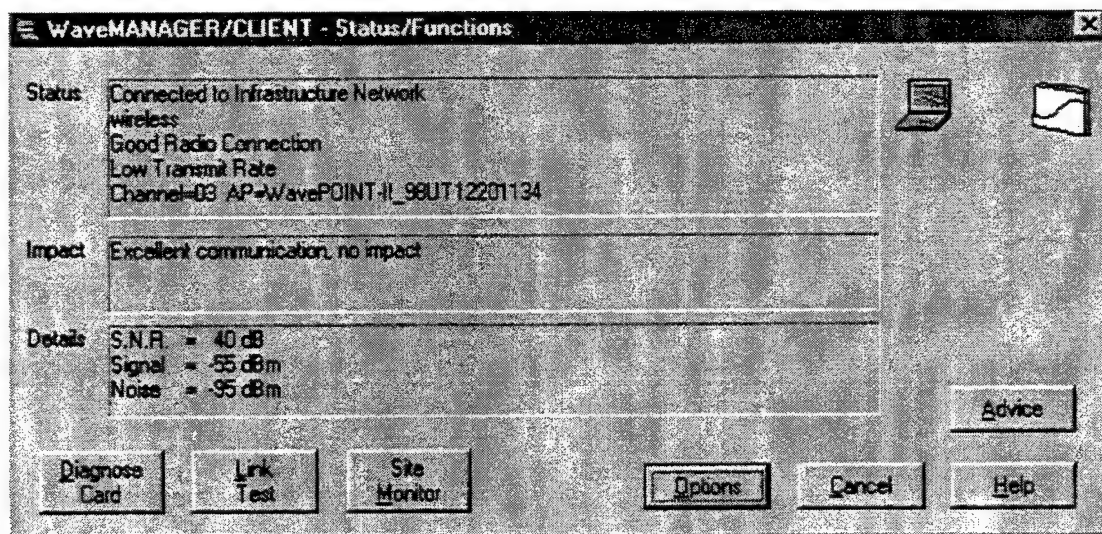 WaveMANAGER/CLIENT - Status/Functions
Status
Connected to Infrastructure Network
wireless
Good Radio Connection
Low Transmit Rate
Channel=03 AP=WavePOINT-II_98UT12201134
Impact
Excellent communication, no impact
Details
S.N.R. = 40 dB
Signal = -55 dBm
Noise = -95 dBm
Advice
Diagnose
Card
Link
Test
Site
Monitor
Options
Cancel
Help